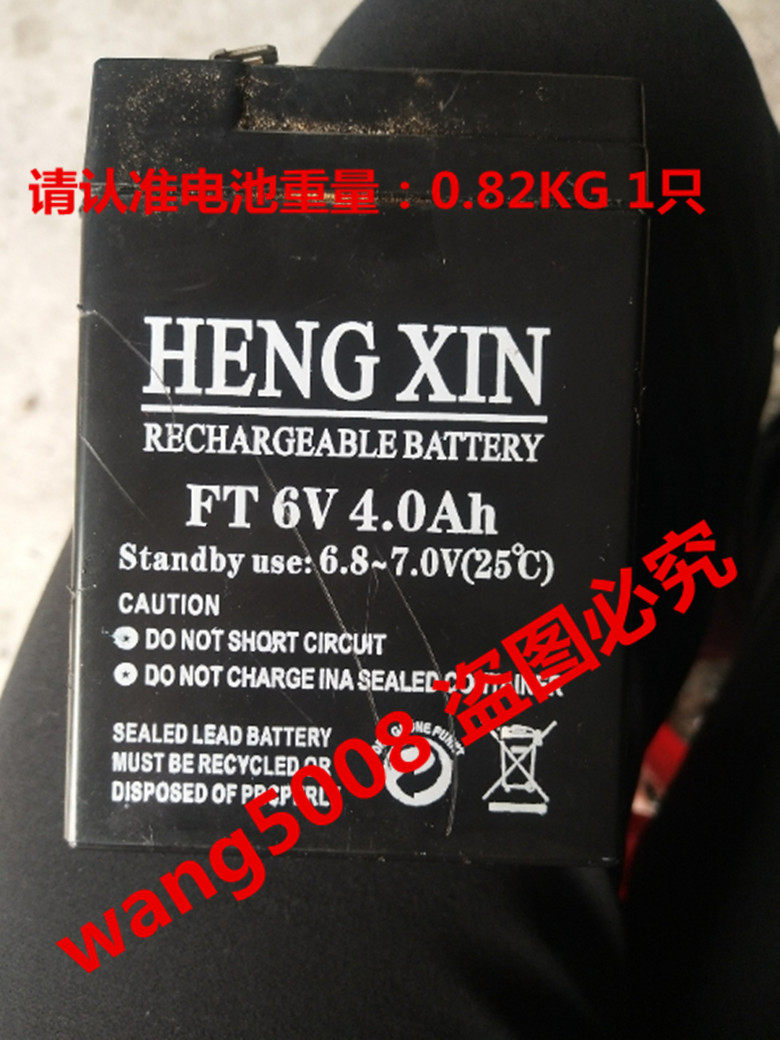 请认准电池重量：0.82KG 1只
HENG XIN
RECHARGEABLE BATTERY
FT 6V 4.0Ah
Standby use: 6.8~7.0V(25℃)
CAUTION
DO NOT SHORT CIRCUIT
DO NOT CHARGE INA SEALED CONTAINER
SEALED LEAD BATTERY
MUST BE RECYCLED OR
DISPOSED OF PROPERLY
wang5008 盗图必究